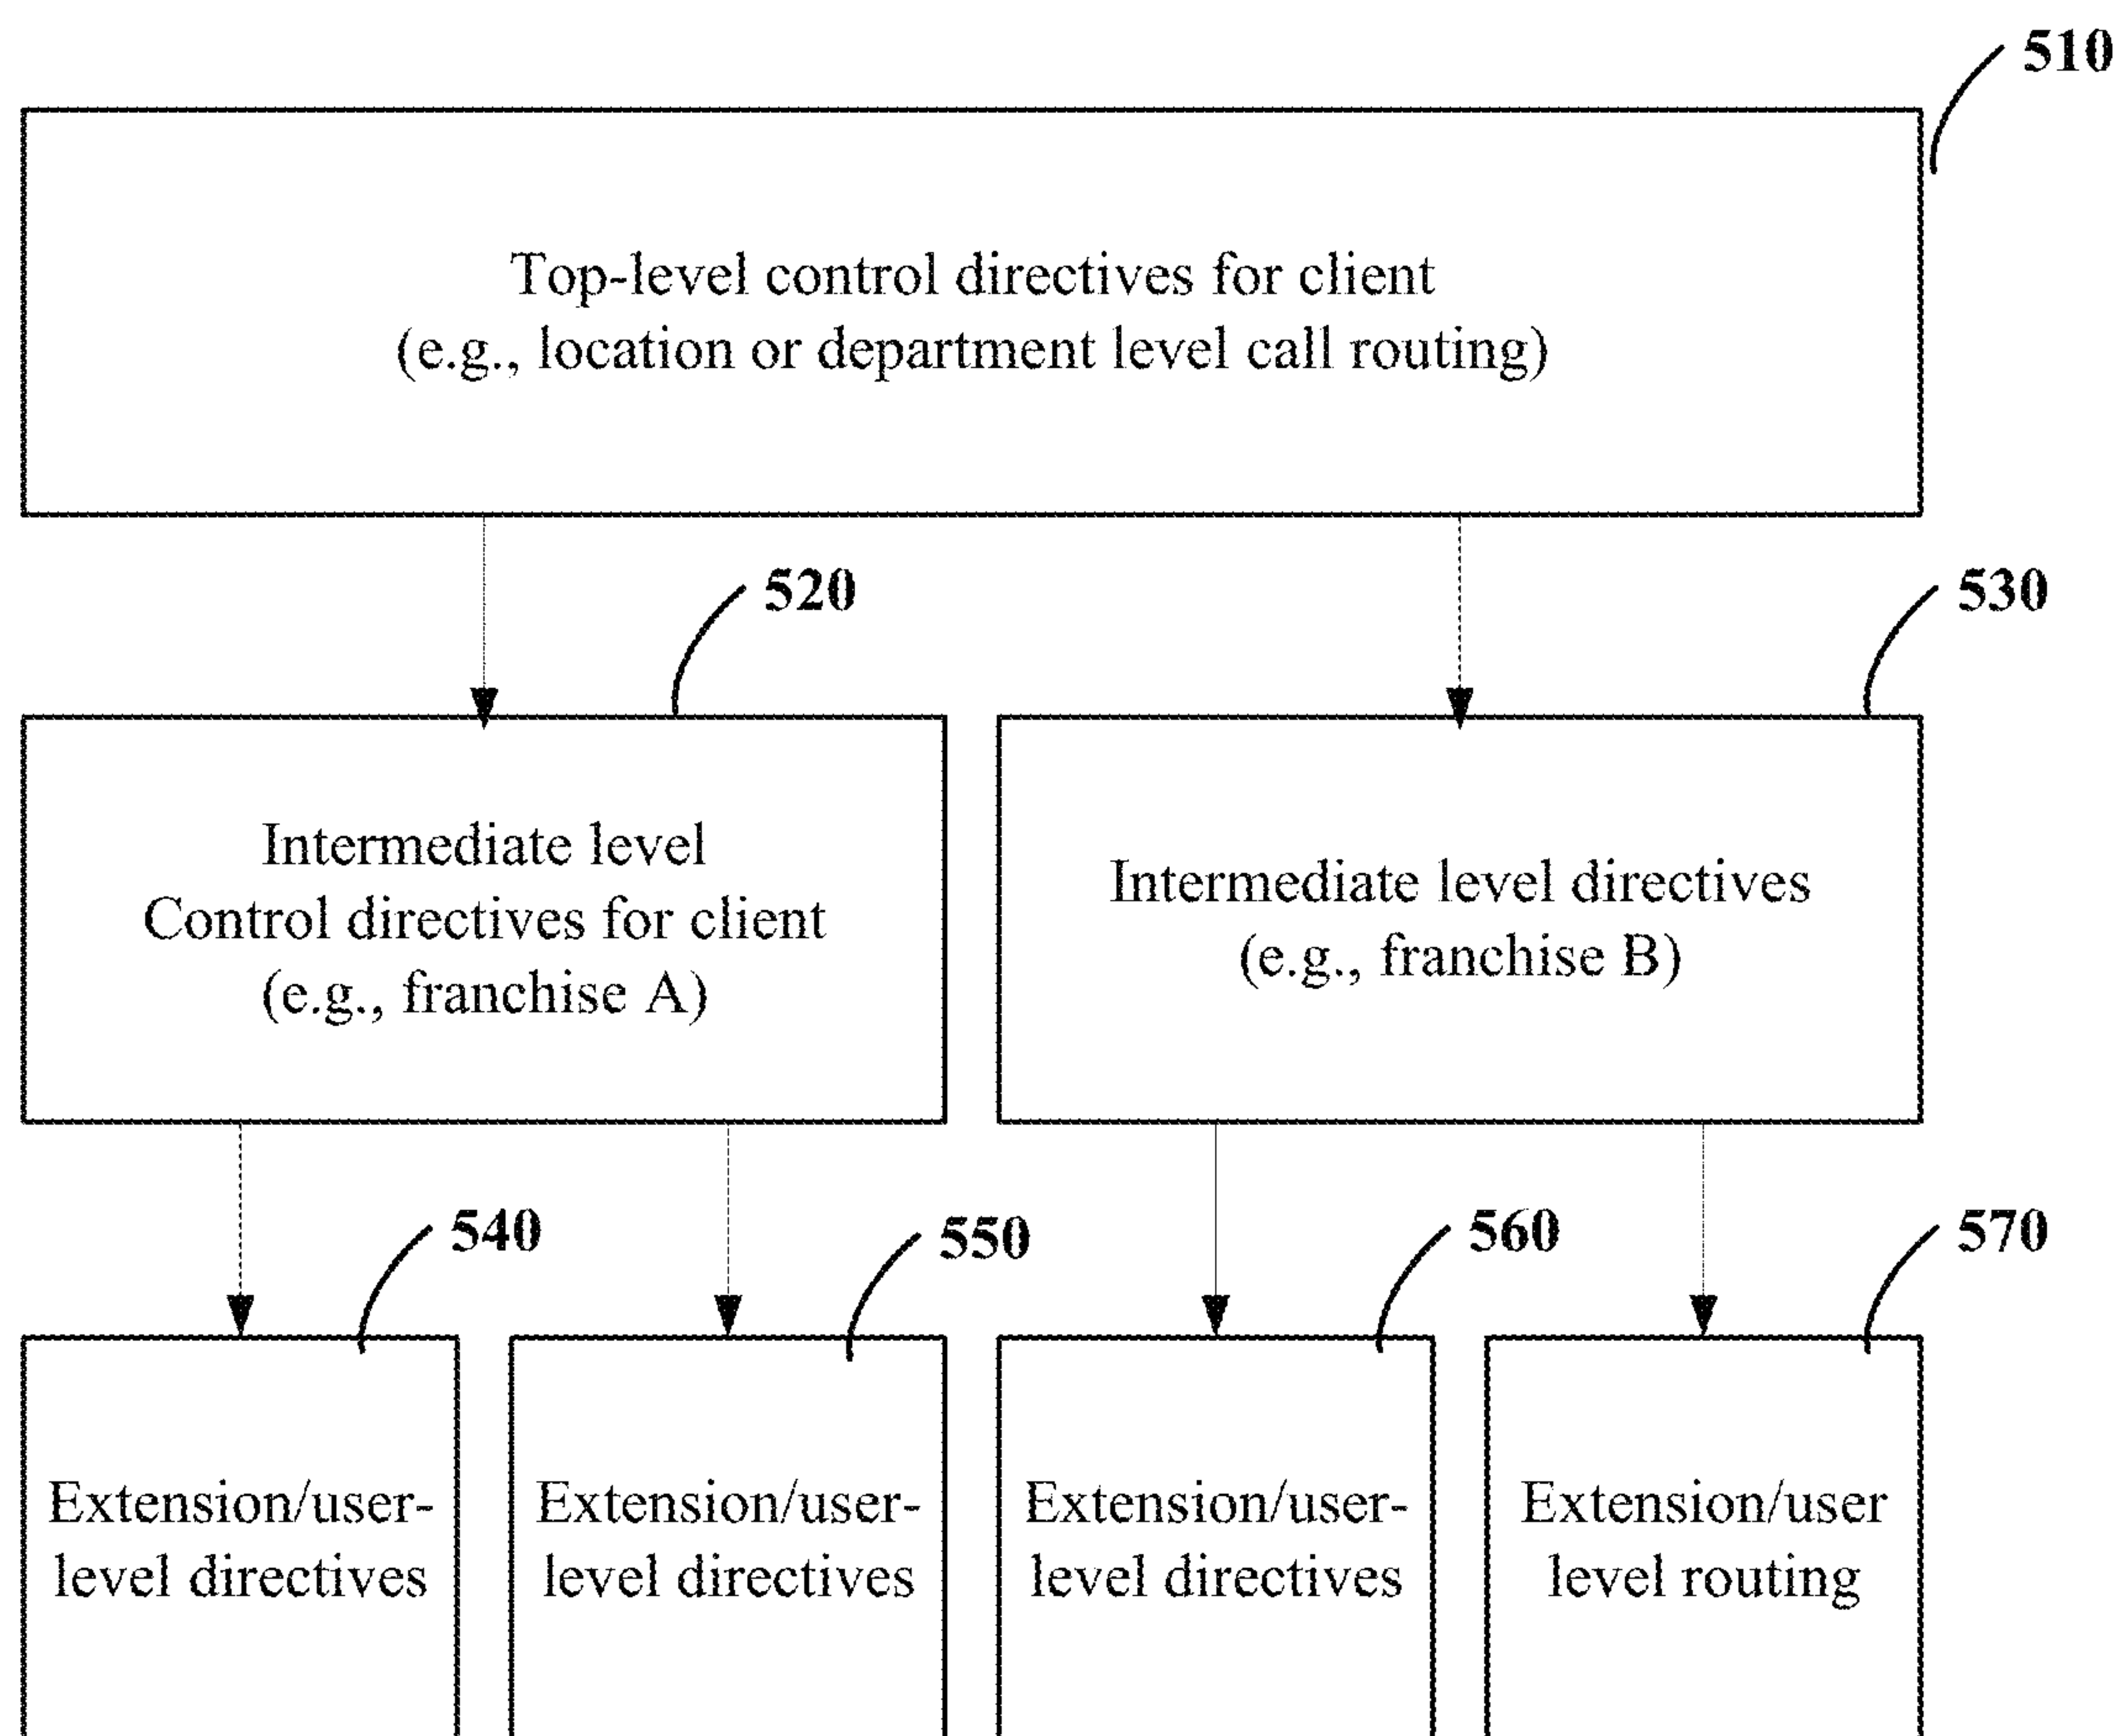 510
Top-level control directives for client
(e.g., location or department level call routing)
520
530
Intermediate level
Control directives for client
(e.g., franchise A)
Intermediate level directives
(e.g., franchise B)
540
550
560
570
Extension/user-
level directives
Extension/user-
level directives
Extension/user-
level directives
Extension/user
level routing